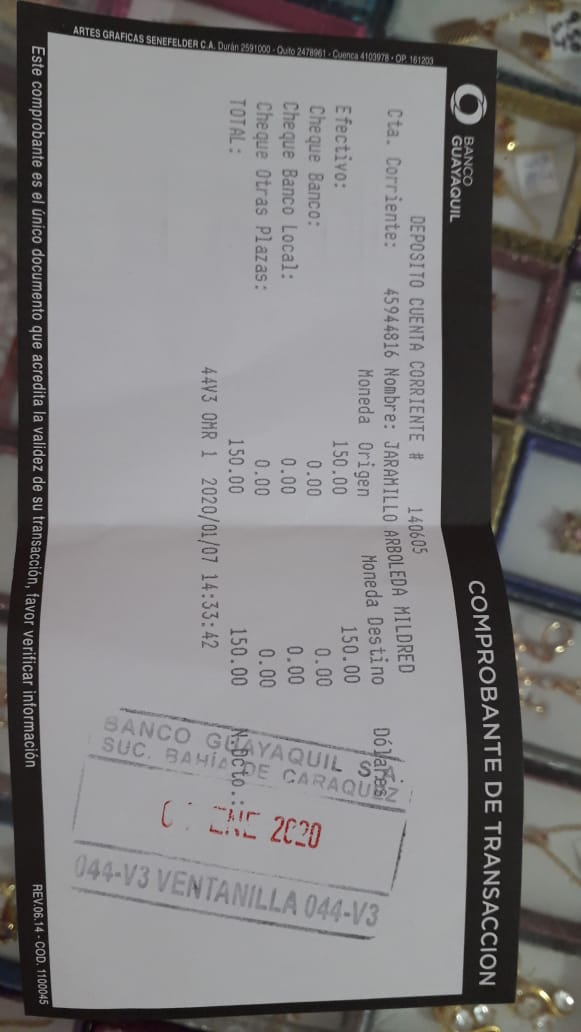 BANCO
GUAYAQUIL
COMPROBANTE DE TRANSACCION
DEPOSITO CUENTA CORRIENTE # 140605
Cta. Corriente: 45944816 Nombre: JARAMILLO ARBOLEDA MILDRED
Moneda Origen Moneda Destino Dólares
Efectivo: 150.00 150.00
Cheque Banco: 0.00 0.00
Cheque Banco Local: 0.00 0.00
Cheque Otras Plazas: 0.00 0.00
TOTAL: 150.00 150.00 N.Dcto.:
44V3 OMR 1 2020/01/07 14:33:42
BANCO GUAYAQUIL S
SUC. BAHÍA DE CARAQUEZ
ENE 2020
044-V3 VENTANILLA 044-V3
ARTES GRAFICAS SENEFELDER C.A. Durán 2591000 - Quito 2478961 - Cuenca 4103978 • OP. 161203
Este comprobante es el único documento que acredita la validez de su transacción, favor verificar información
REV.06.14 - COD. 1100045